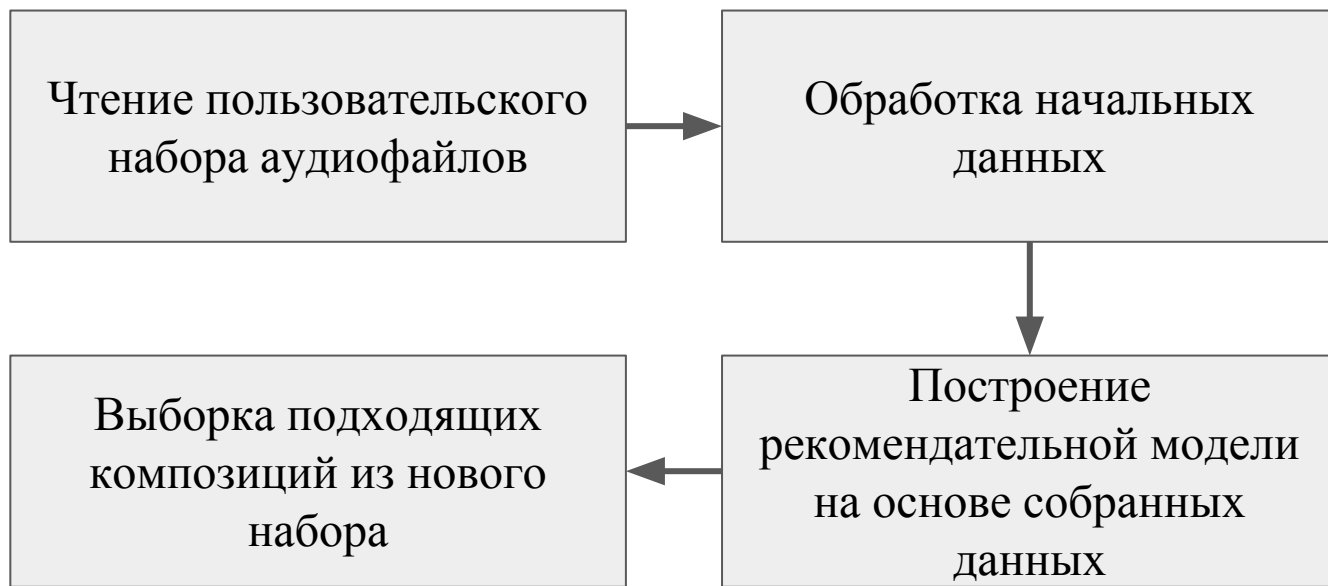 Чтение пользовательского
набора аудиофайлов
Обработка начальных
данных
Построение
рекомендательной модели
на основе собранных
данных
Выборка подходящих
композиций из нового
набора